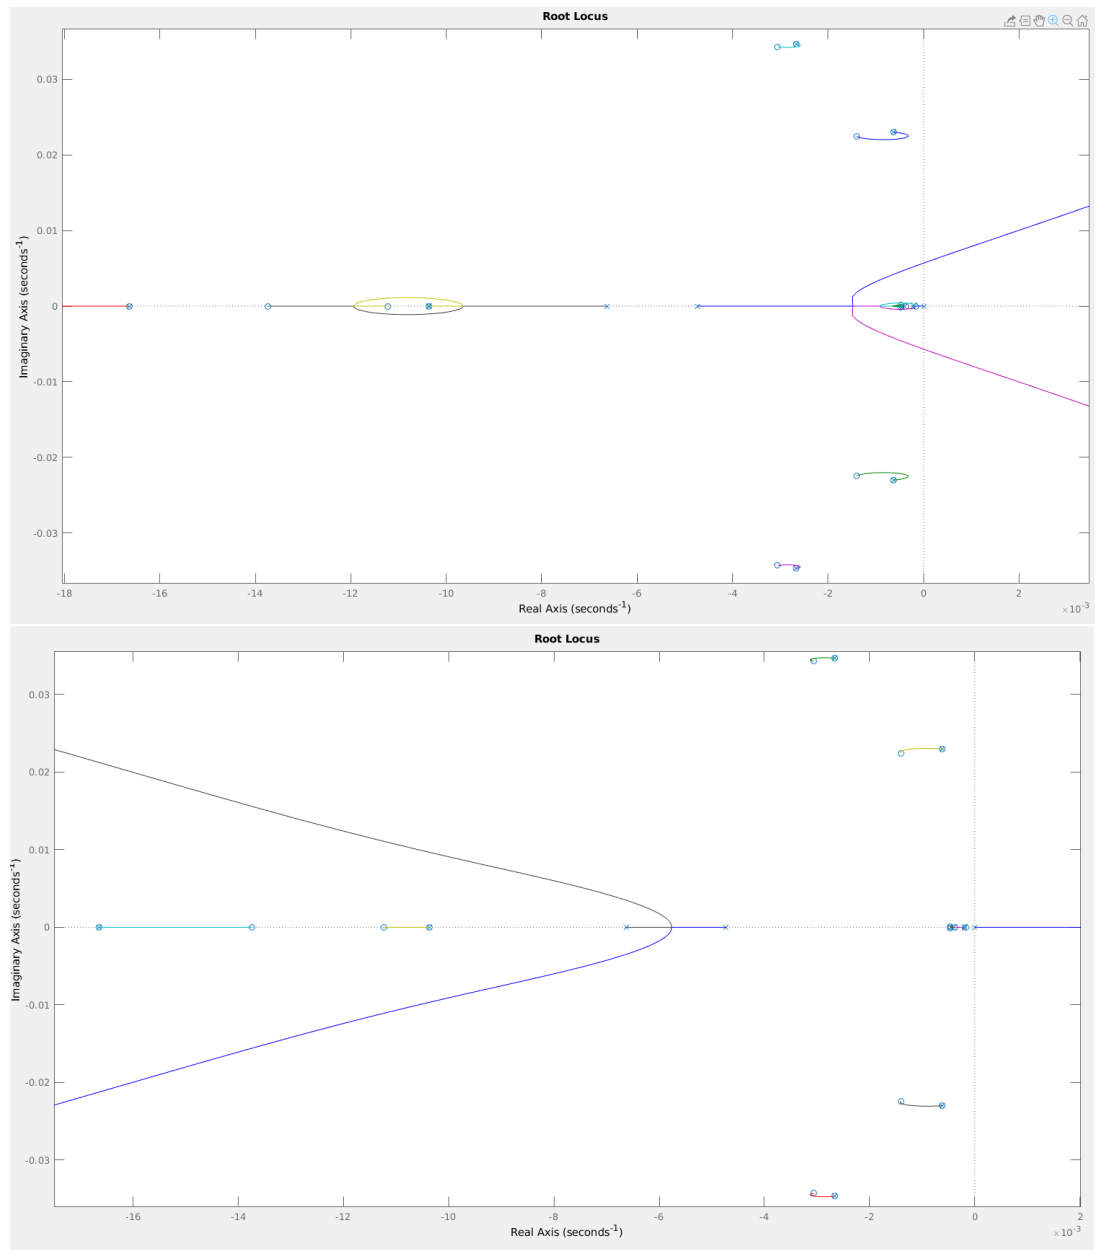 Root Locus
Imaginary Axis (seconds-1)
0.03
0.02
0.01
0
-0.01
-0.02
-0.03
-18 -16 -14 -12 -10 -8 -6 -4 -2 0 2
×10-3
Real Axis (seconds-1)
Root Locus
Imaginary Axis (seconds-1)
0.03
0.02
0.01
0
-0.01
-0.02
-0.03
-16 -14 -12 -10 -8 -6 -4 -2 0 2
×10-3
Real Axis (seconds-1)